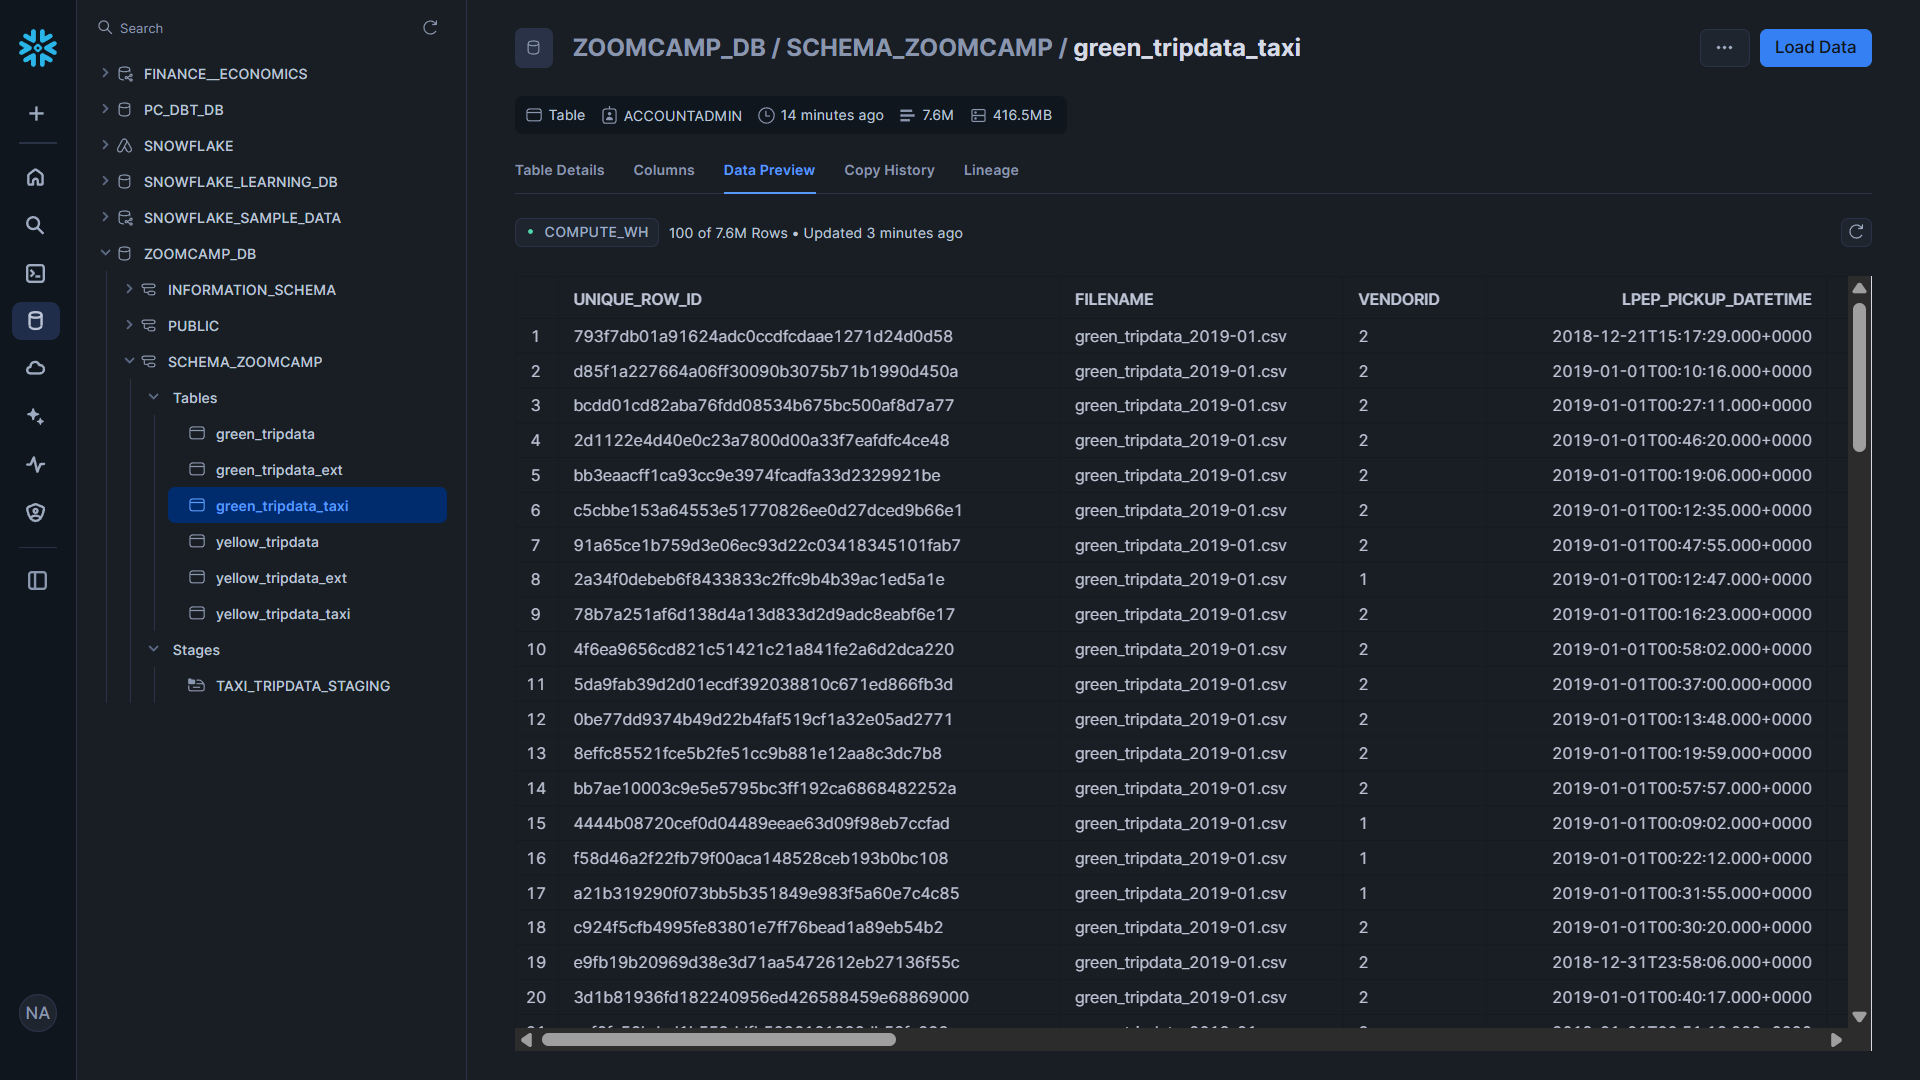 Search
FINANCE__ECONOMICS
PC_DBT_DB
SNOWFLAKE
SNOWFLAKE_LEARNING_DB
SNOWFLAKE_SAMPLE_DATA
ZOOMCAMP_DB
INFORMATION_SCHEMA
PUBLIC
SCHEMA_ZOOMCAMP
Tables
green_tripdata
green_tripdata_ext
green_tripdata_taxi
yellow_tripdata
yellow_tripdata_ext
yellow_tripdata_taxi
Stages
TAXI_TRIPDATA_STAGING
NA
ZOOMCAMP_DB / SCHEMA_ZOOMCAMP / green_tripdata_taxi
... Load Data
Table ACCOUNTADMIN 14 minutes ago 7.6M 416.5MB
Table Details Columns Data Preview Copy History Lineage
• COMPUTE_WH 100 of 7.6M Rows • Updated 3 minutes ago
UNIQUE_ROW_ID FILENAME VENDORID LPEP_PICKUP_DATETIME
1 793f7db01a91624adc0ccdfcdaae1271d24d0d58 green_tripdata_2019-01.csv 2 2018-12-21T15:17:29.000+0000
2 d85f1a227664a06ff30090b3075b71b1990d450a green_tripdata_2019-01.csv 2 2019-01-01T00:10:16.000+0000
3 bcdd01cd82aba76fdd08534b675bc500af8d7a77 green_tripdata_2019-01.csv 2 2019-01-01T00:27:11.000+0000
4 2d1122e4d40e0c23a7800d00a33f7eafdfc4ce48 green_tripdata_2019-01.csv 2 2019-01-01T00:46:20.000+0000
5 bb3eaacff1ca93cc9e3974fcadfa33d2329921be green_tripdata_2019-01.csv 2 2019-01-01T00:19:06.000+0000
6 c5cbbe153a64553e51770826ee0d27dced9b66e1 green_tripdata_2019-01.csv 2 2019-01-01T00:12:35.000+0000
7 91a65ce1b759d3e06ec93d22c03418345101fab7 green_tripdata_2019-01.csv 2 2019-01-01T00:47:55.000+0000
8 2a34f0debeb6f8433833c2ffc9b4b39ac1ed5a1e green_tripdata_2019-01.csv 1 2019-01-01T00:12:47.000+0000
9 78b7a251af6d138d4a13d833d2d9adc8eabf6e17 green_tripdata_2019-01.csv 2 2019-01-01T00:16:23.000+0000
10 4f6ea9656cd821c51421c21a841fe2a6d2dca220 green_tripdata_2019-01.csv 2 2019-01-01T00:58:02.000+0000
11 5da9fab39d2d01ecdf392038810c671ed866fb3d green_tripdata_2019-01.csv 2 2019-01-01T00:37:00.000+0000
12 0be77dd9374b49d22b4faf519cf1a32e05ad2771 green_tripdata_2019-01.csv 2 2019-01-01T00:13:48.000+0000
13 8effc85521fce5b2fe51cc9b881e12aa8c3dc7b8 green_tripdata_2019-01.csv 2 2019-01-01T00:19:59.000+0000
14 bb7ae10003c9e5e5795bc3ff192ca6868482252a green_tripdata_2019-01.csv 2 2019-01-01T00:57:57.000+0000
15 4444b08720cef0d04489eeae63d09f98eb7ccfad green_tripdata_2019-01.csv 1 2019-01-01T00:09:02.000+0000
16 f58d46a2f22fb79f00aca148528ceb193b0bc108 green_tripdata_2019-01.csv 1 2019-01-01T00:22:12.000+0000
17 a21b319290f073bb5b351849e983f5a60e7c4c85 green_tripdata_2019-01.csv 1 2019-01-01T00:31:55.000+0000
18 c924f5cfb4995fe83801e7ff76bead1a89eb54b2 green_tripdata_2019-01.csv 2 2019-01-01T00:30:20.000+0000
19 e9fb19b20969d38e3d71aa5472612eb27136f55c green_tripdata_2019-01.csv 2 2018-12-31T23:58:06.000+0000
20 3d1b81936fd182240956ed426588459e68869000 green_tripdata_2019-01.csv 2 2019-01-01T00:40:17.000+0000